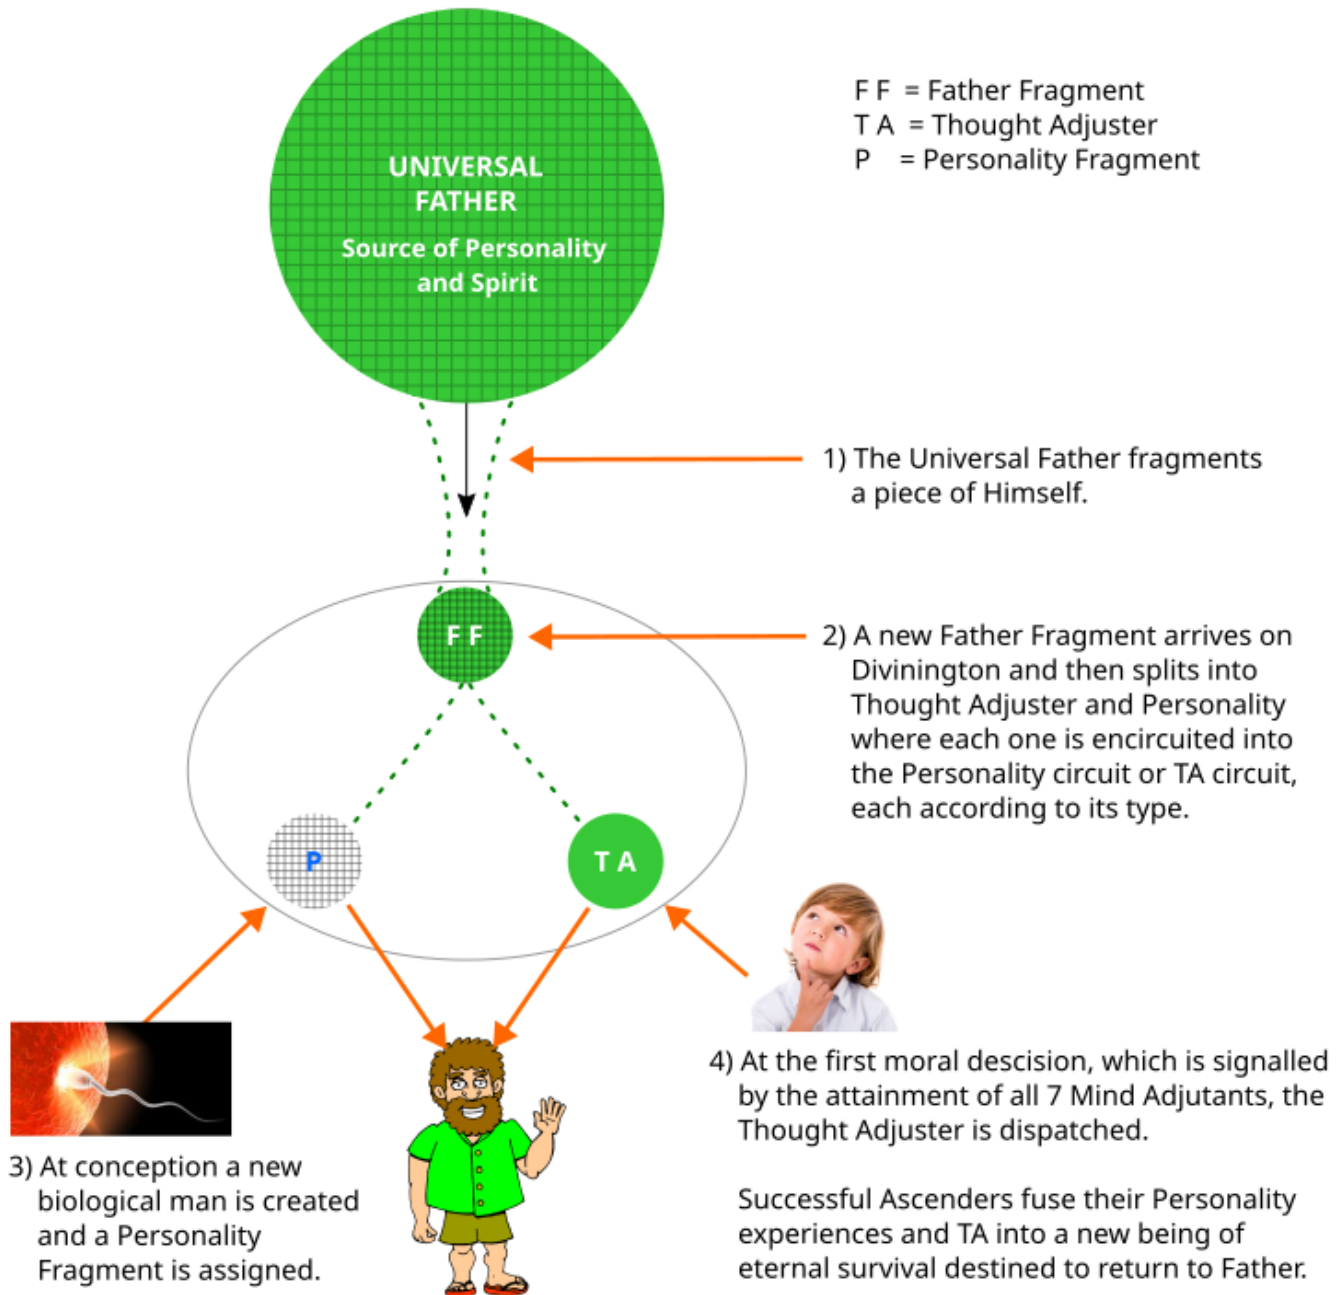 UNIVERSAL
FATHER
Source of Personality
and Spirit
F F = Father Fragment
T A = Thought Adjuster
P = Personality Fragment
1) The Universal Father fragments
a piece of Himself.
F F
2) A new Father Fragment arrives on
Divinington and then splits into
Thought Adjuster and Personality
where each one is encircuited into
the Personality circuit or TA circuit,
each according to its type.
P
T A
3) At conception a new
biological man is created
and a Personality
Fragment is assigned.
4) At the first moral descision, which is signalled
by the attainment of all 7 Mind Adjutants, the
Thought Adjuster is dispatched.
Successful Ascenders fuse their Personality
experiences and TA into a new being of
eternal survival destined to return to Father.